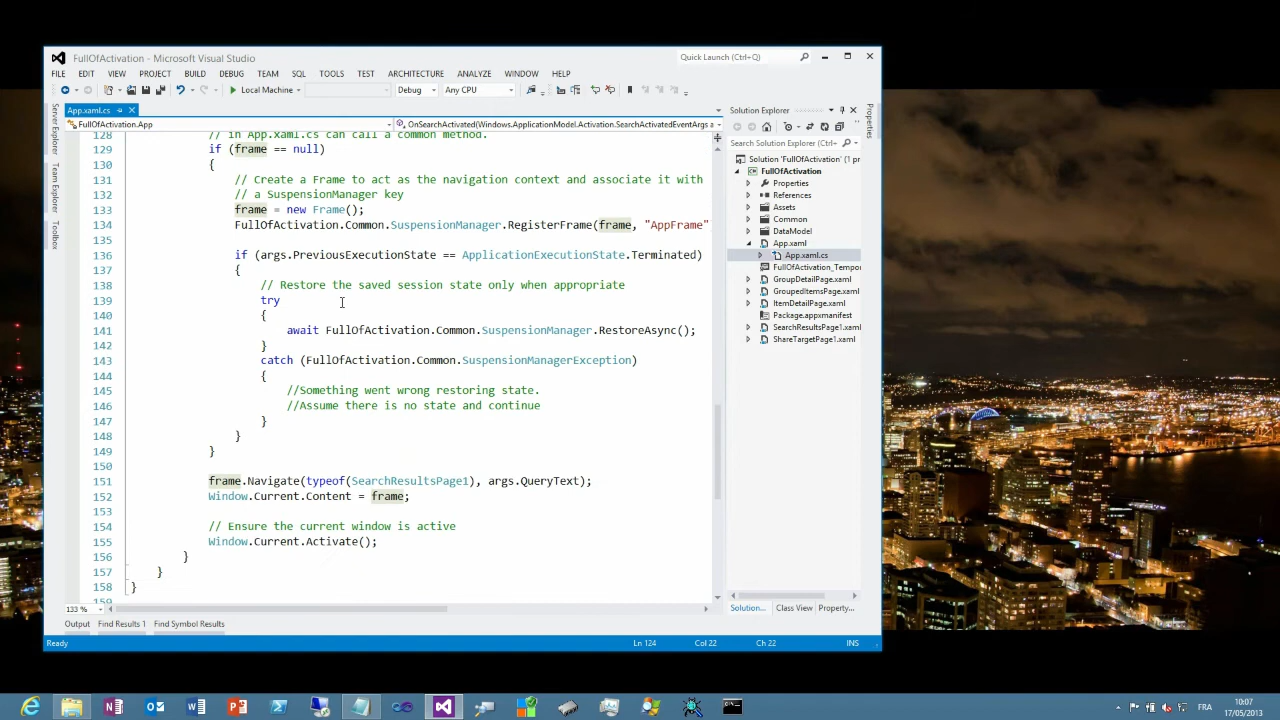 FullOfActivation - Microsoft Visual Studio
Quick Launch (Ctrl+Q)
FILE EDIT VIEW PROJECT BUILD DEBUG TEAM SQL TOOLS TEST ARCHITECTURE ANALYZE WINDOW HELP
Local Machine Debug Any CPU
App.xaml.cs
FullOfActivation.App
OnSearchActivated(Windows.ApplicationModel.Activation.SearchActivatedEventArgs a
Server Explorer
Team Explorer
Toolbox
128 // in App.xaml.cs can call a common method.
129 if (frame == null)
130 {
131 // Create a Frame to act as the navigation context and associate it with
132 // a SuspensionManager key
133 frame = new Frame();
134 FullOfActivation.Common.SuspensionManager.RegisterFrame(frame, "AppFrame"
135
136 if (args.PreviousExecutionState == ApplicationExecutionState.Terminated)
137 {
138 // Restore the saved session state only when appropriate
139 try
140 {
141 await FullOfActivation.Common.SuspensionManager.RestoreAsync();
142 }
143 catch (FullOfActivation.Common.SuspensionManagerException)
144 {
145 //Something went wrong restoring state.
146 //Assume there is no state and continue
147 }
148 }
149 }
150
151 frame.Navigate(typeof(SearchResultsPage1), args.QueryText);
152 Window.Current.Content = frame;
153
154 // Ensure the current window is active
155 Window.Current.Activate();
156 }
157 }
158 }
159
133 %
Output Find Results 1 Find Symbol Results
Ready Ln 124 Col 22 Ch 22 INS
Solution Explorer
Search Solution Explorer (Ctrl+
Solution 'FullOfActivation' (1 pr
FullOfActivation
Properties
References
Assets
Common
DataModel
App.xaml
App.xaml.cs
FullOfActivation_Tempor
GroupDetailPage.xaml
GroupedItemsPage.xaml
ItemDetailPage.xaml
Package.appxmanifest
SearchResultsPage1.xaml
ShareTargetPage1.xaml
Solution... Class View Property...
Properties
FRA
10:07
17/05/2013